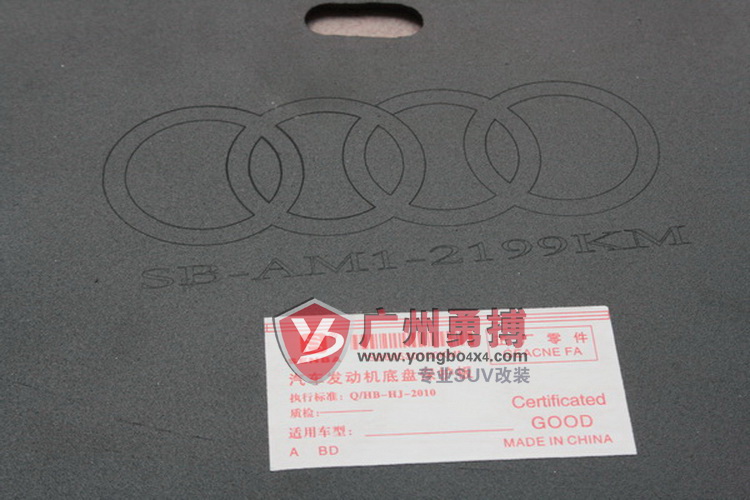 SB-AM1-2199KM
广州勇搏
www.yongbo4x4.com
专业SUV改装
零件
汽车发动机底盘
执行标准：Q/HB-HJ-2010
质检：
适用车型：
A BD
Certificated
GOOD
MADE IN CHINA